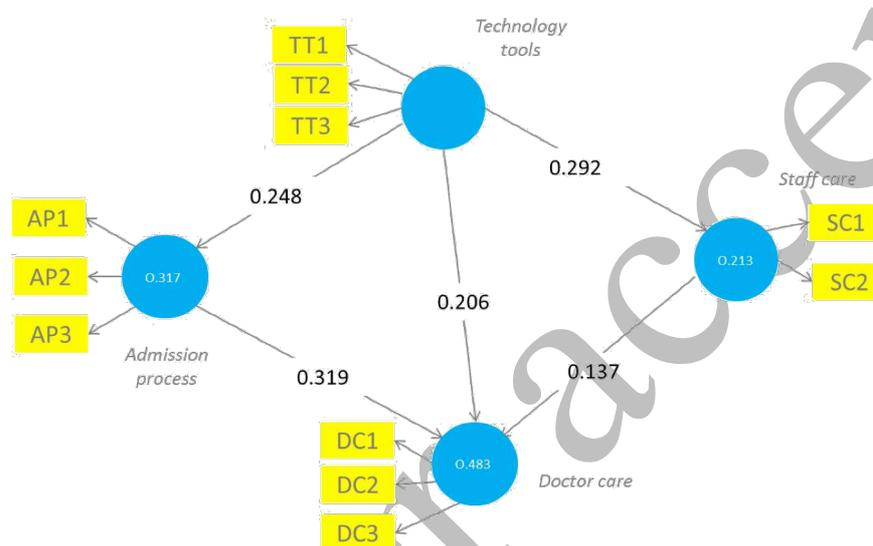 Technology
tools
TT1
TT2
TT3
0.292
0.248
Staff care
AP1
SC1
0.213
AP2
0.317
SC2
0.206
AP3
Admission
process
0.319
0.137
DC1
0.483
DC2
Doctor care
DC3